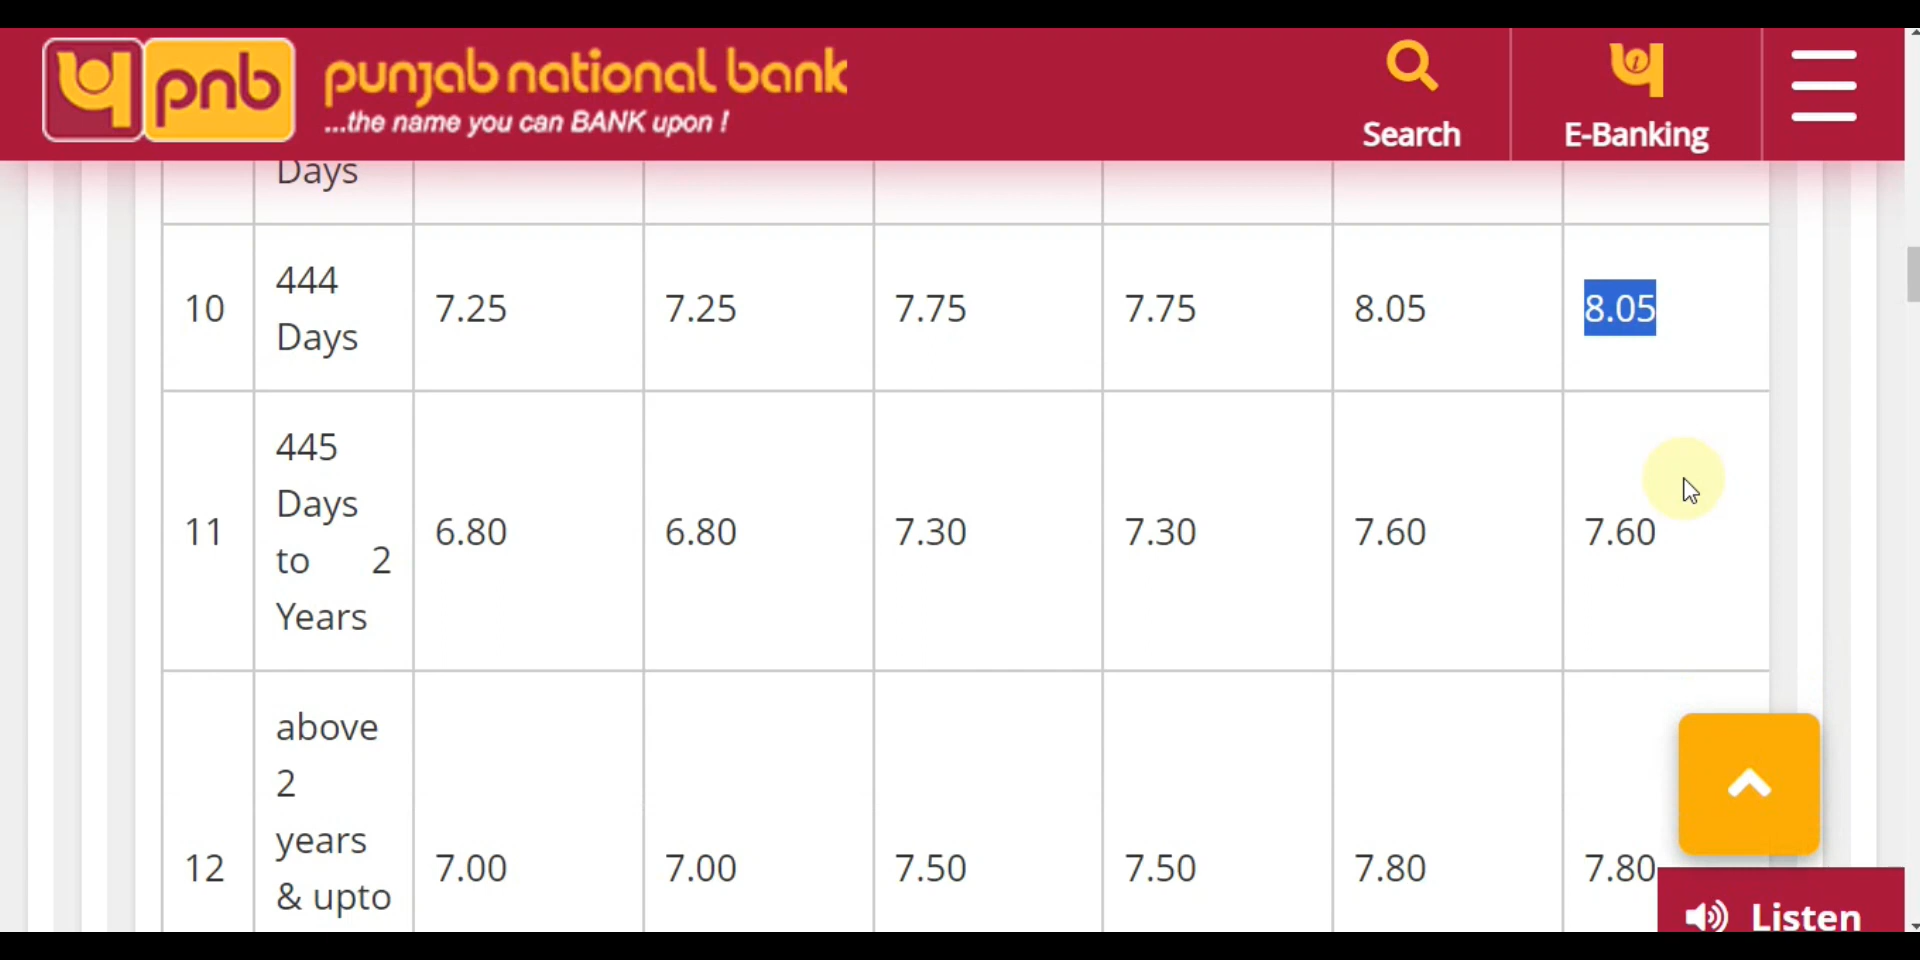 पnb punjab national bank
...the name you can BANK upon !
Search
E-Banking
Days
10 444 Days 7.25 7.25 7.75 7.75 8.05 8.05
11 445 Days to 2 Years 6.80 6.80 7.30 7.30 7.60 7.60
12 above 2 years & upto 7.00 7.00 7.50 7.50 7.80 7.80
Listen